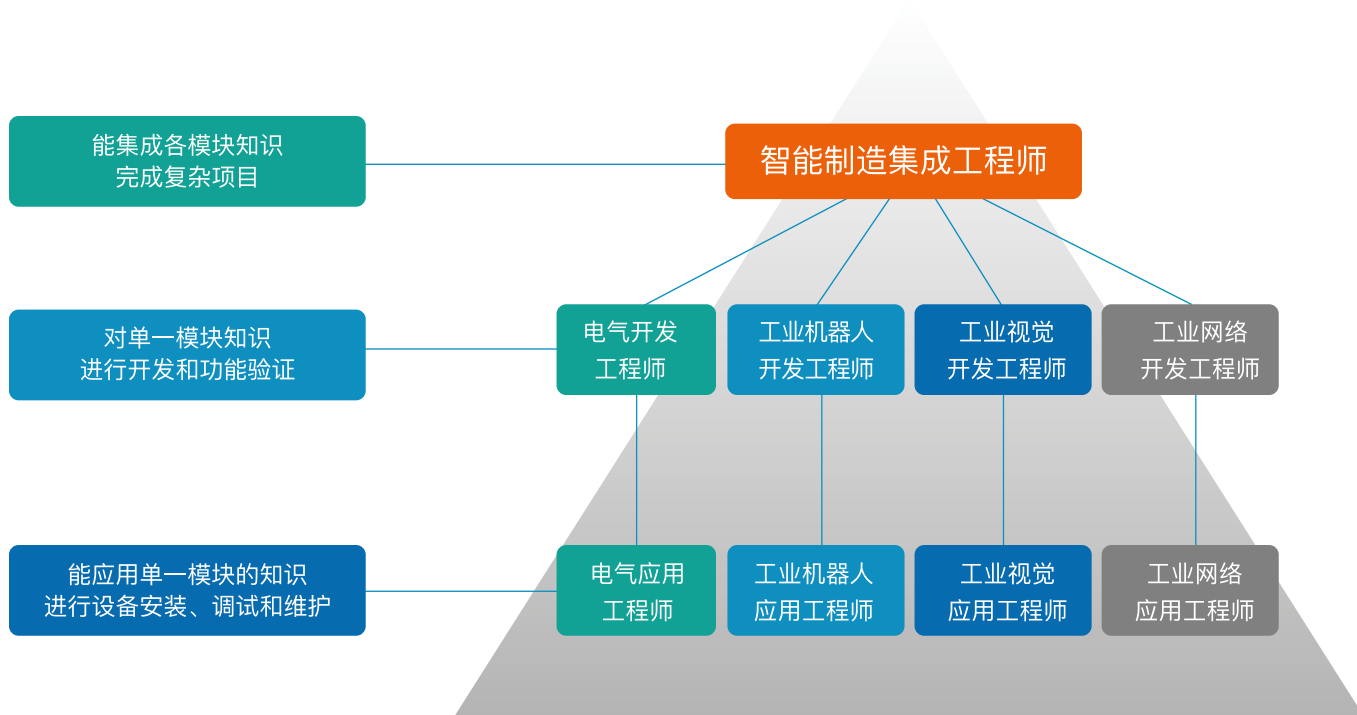 能集成各模块知识
完成复杂项目
智能制造集成工程师
对单一模块知识
进行开发和功能验证
电气开发
工程师
工业机器人
开发工程师
工业视觉
开发工程师
工业网络
开发工程师
能应用单一模块的知识
进行设备安装、调试和维护
电气应用
工程师
工业机器人
应用工程师
工业视觉
应用工程师
工业网络
应用工程师